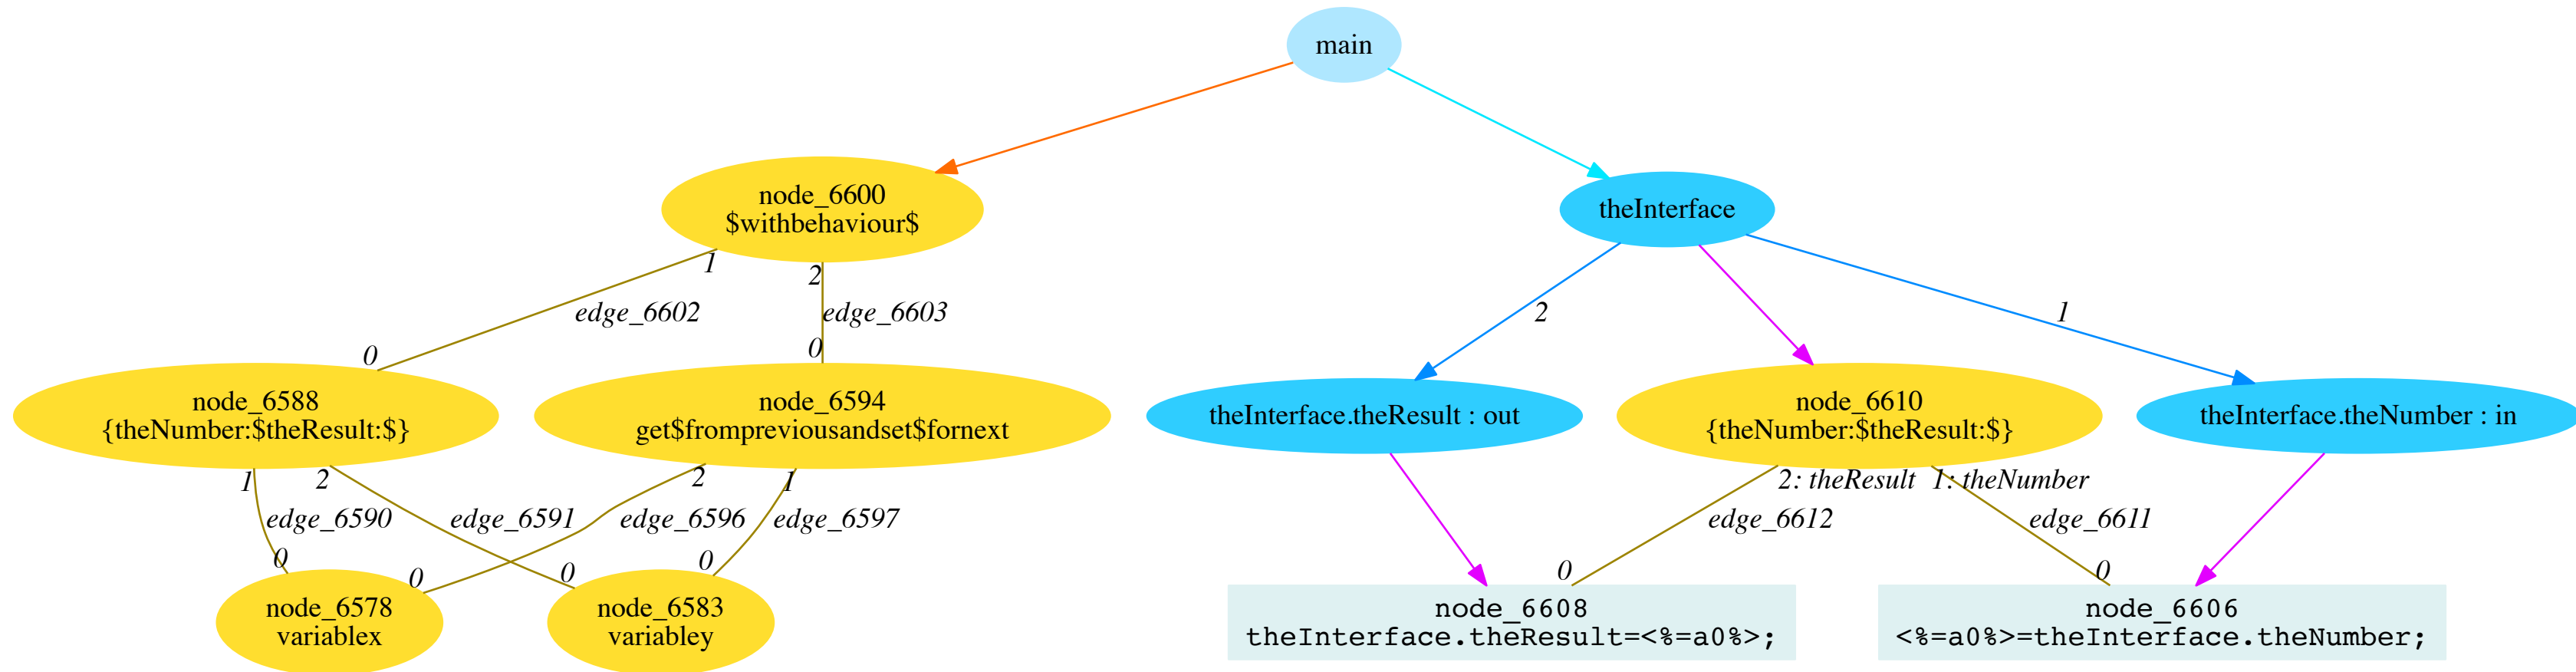 main
node_6600
$withbehaviour$
theInterface
1
2
edge_6602
edge_6603
2
1
0
0
node_6588
{theNumber:$theResult:$}
node_6594
get$frompreviousandset$fornext
theInterface.theResult : out
node_6610
{theNumber:$theResult:$}
theInterface.theNumber : in
1
2
2
1
2: theResult
1: theNumber
edge_6590
edge_6591
edge_6596
edge_6597
edge_6612
edge_6611
0
0
0
0
0
0
node_6578
variablex
node_6583
variabley
node_6608
theInterface.theResult=<%=a0%>;
node_6606
<%=a0%>=theInterface.theNumber;